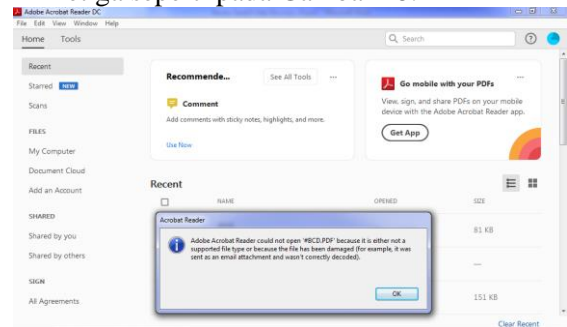 Adobe Acrobat Reader DC
File Edit View Window Help
Home Tools
Search
?
Recent
Starred NEW
Scans
FILES
My Computer
Document Cloud
Add an Account
SHARED
Shared by you
Shared by others
SIGN
All Agreements
Recommende...
See All Tools
...
Comment
Add comments with sticky notes, highlights, and more.
Use Now
Go mobile with your PDFs
...
View, sign, and share PDFs on your mobile
device with the Adobe Acrobat Reader app.
Get App
Recent
NAME OPENED SIZE
81 KB
---
151 KB
Clear Recent
Acrobat Reader
Adobe Acrobat Reader could not open '#BCD.PDF' because it is either not a
supported file type or because the file has been damaged (for example, it was
sent as an email attachment and wasn't correctly decoded).
OK